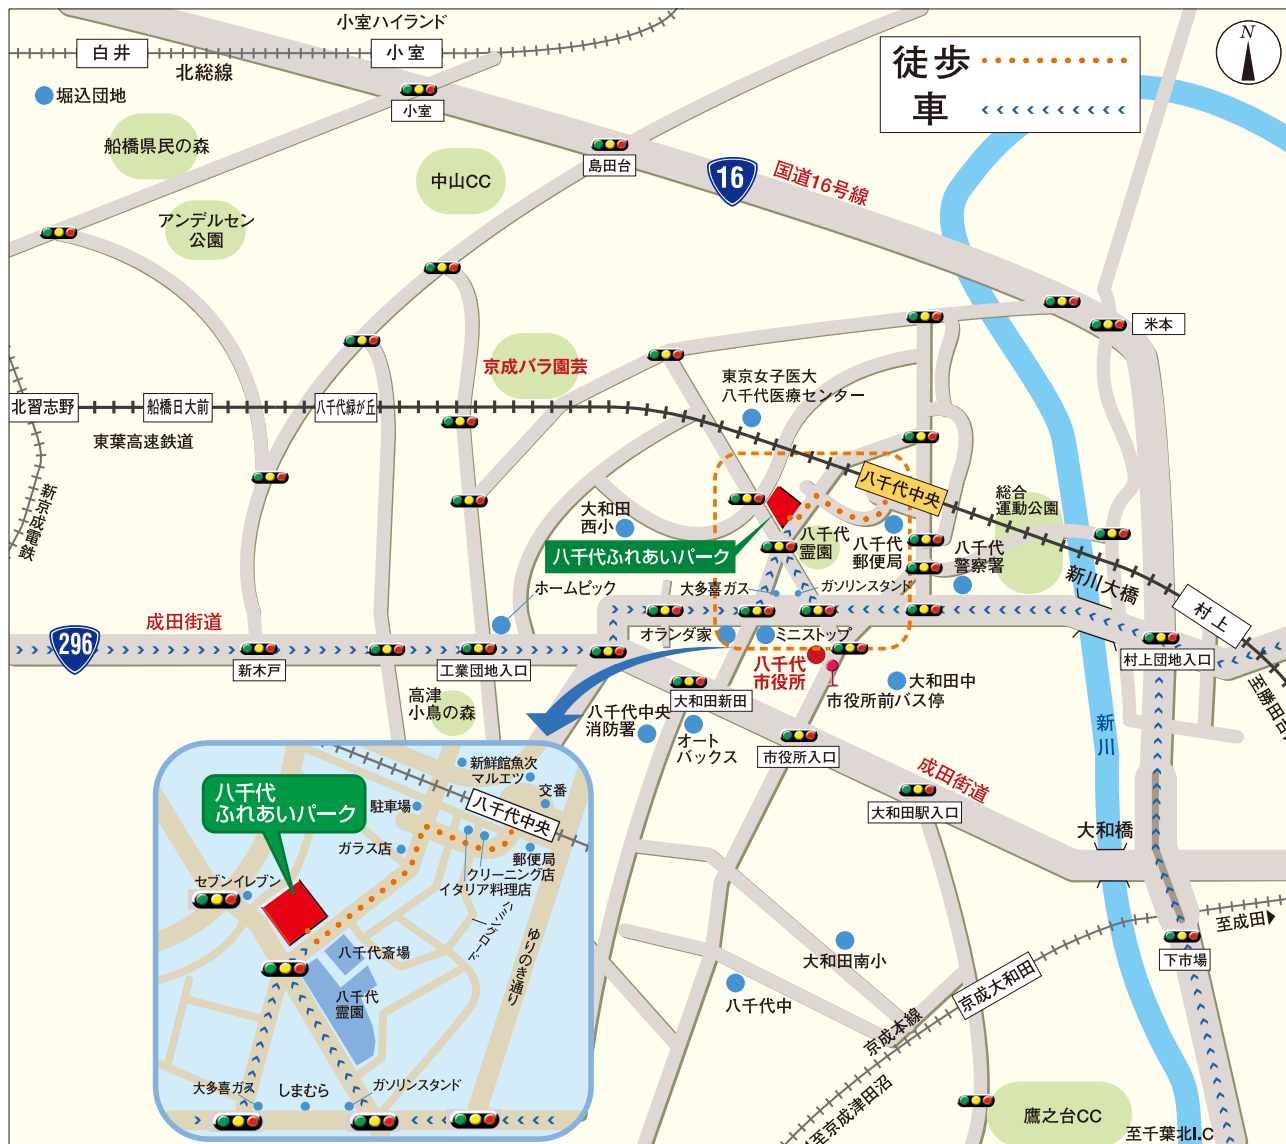 小室ハイランド
白井
小室
北総線
堀込団地
小室
徒歩
車
N
船橋県民の森
中山CC
島田台
16
国道16号線
アンデルセン
公園
米本
京成バラ園芸
東京女子医大
八千代医療センター
北習志野
船橋日大前
八千代緑が丘
東葉高速鉄道
新京成電鉄
八千代中央
総合
運動公園
大和田
西小
八千代
霊園
八千代
郵便局
八千代
警察署
八千代ふれあいパーク
新川大橋
村上
ホームピック
大多喜ガス
ガソリンスタンド
成田街道
296
オランダ家
ミニストップ
新木戸
工業団地入口
村上団地入口
八千代
市役所
大和田中
市役所前バス停
至勝田台
高津
小鳥の森
大和田新田
八千代中央
消防署
オート
バックス
市役所入口
新川
成田街道
大和田駅入口
大和橋
新鮮館魚次
マルエツ
交番
八千代中央
八千代
ふれあいパーク
駐車場
ガラス店
郵便局
クリーニング店
イタリア料理店
セブンイレブン
ハミングロード
ゆりのき通り
八千代斎場
八千代
霊園
大多喜ガス
しまむら
ガソリンスタンド
至成田
下市場
大和田南小
京成大和田
八千代中
京成本線
至京成津田沼
鷹之台CC
至千葉北I.C